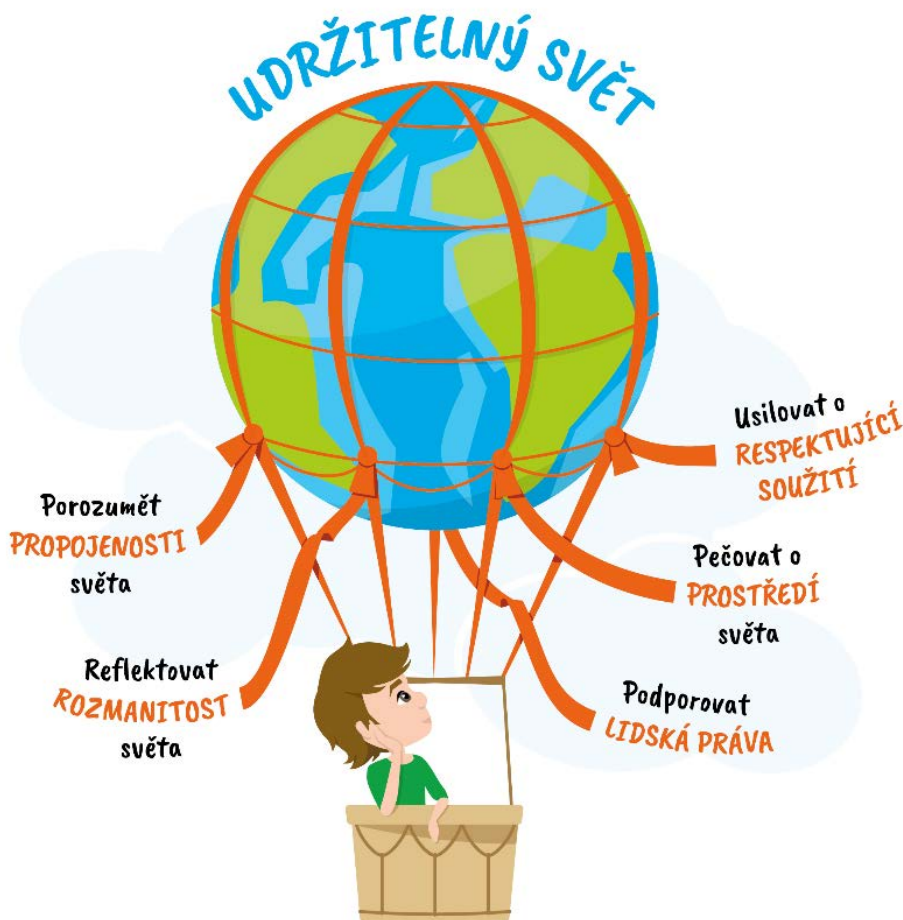 UDRŽITELNÝ SVĚT
Porozumět
PROPOJENOSTI
světa
Reflektovat
ROZMANITOST
světa
Usilovat o
RESPEKTUJÍCÍ
SOUŽITÍ
Pečovat o
PROSTŘEDÍ
světa
Podporovat
LIDSKÁ PRÁVA